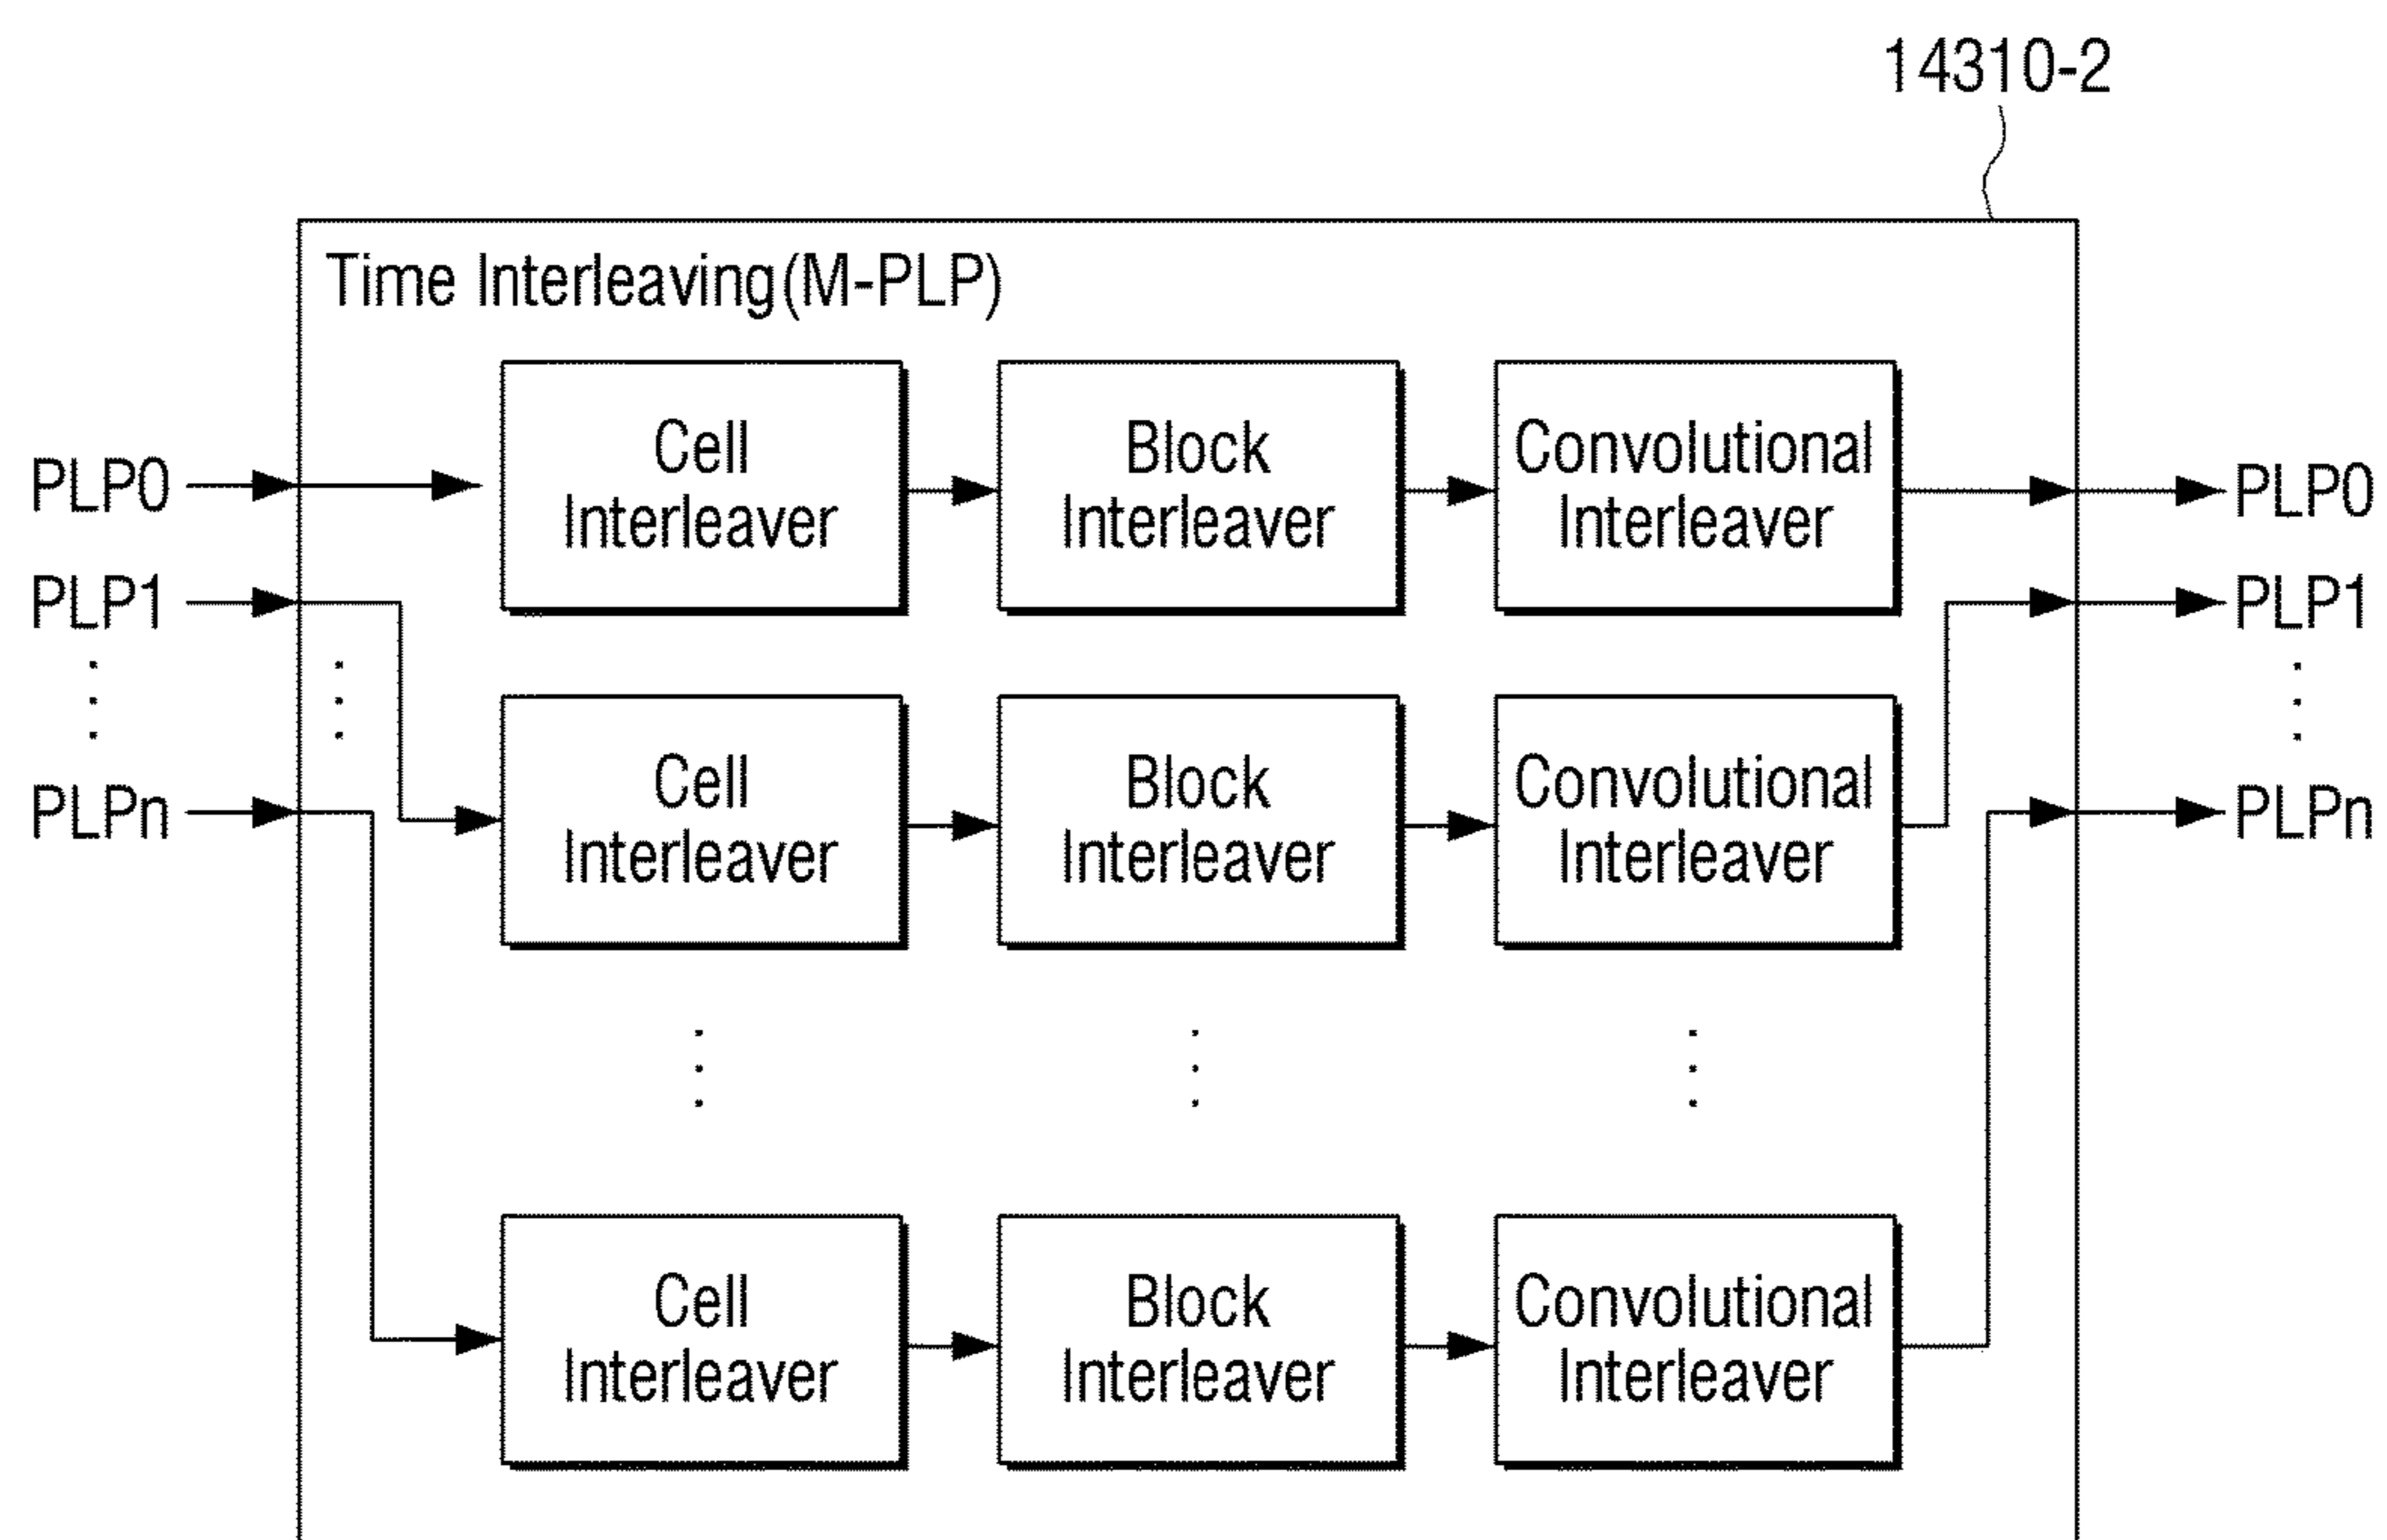 14310-2
Time Interleaving (M-PLP)
Cell
Interleaver
Block
Interleaver
Convolutional
Interleaver
PLP0
PLP0
PLP1
PLP1
PLPn
PLPn
Cell
Interleaver
Block
Interleaver
Convolutional
Interleaver
Cell
Interleaver
Block
Interleaver
Convolutional
Interleaver